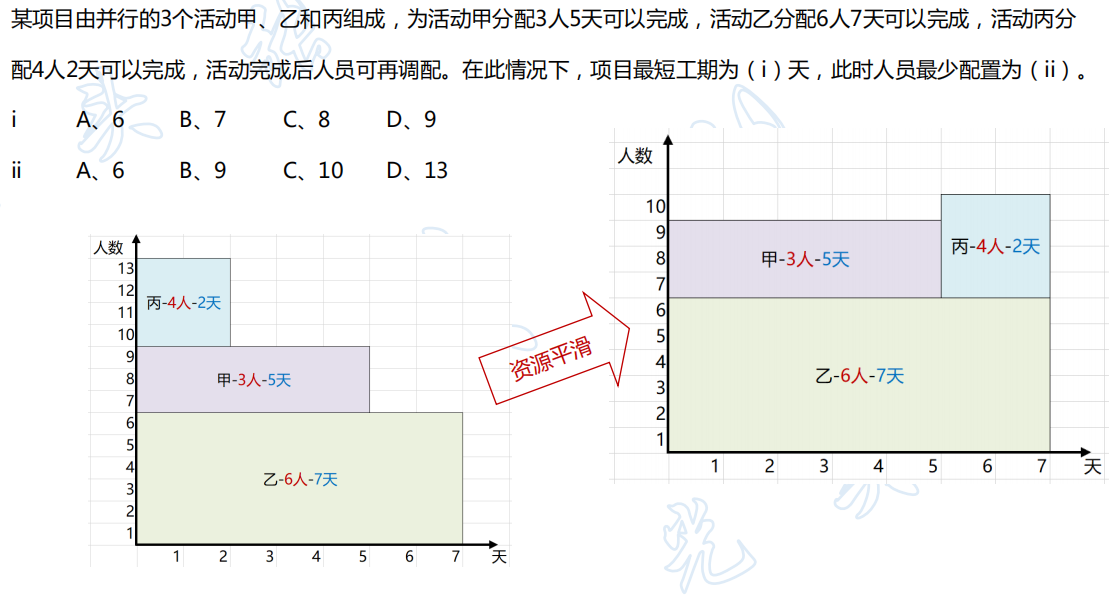 某项目由并行的3个活动甲、乙和丙组成，为活动甲分配3人5天可以完成，活动乙分配6人7天可以完成，活动丙分
配4人2天可以完成，活动完成后人员可再调配。在此情况下，项目最短工期为（i）天，此时人员最少配置为（ii）。
i A、6 B、7 C、8 D、9
ii A、6 B、9 C、10 D、13
人数
13
12
11
10
9
8
7
6
5
4
3
2
1
丙-4人-2天
甲-3人-5天
乙-6人-7天
1 2 3 4 5 6 7 天
资源平滑
人数
10
9
8
7
6
5
4
3
2
1
甲-3人-5天
丙-4人-2天
乙-6人-7天
1 2 3 4 5 6 7 天